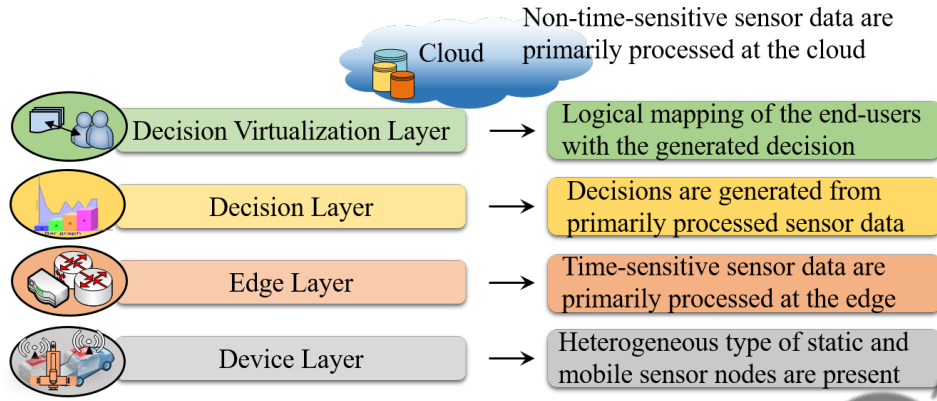 Non-time-sensitive sensor data are
primarily processed at the cloud
Cloud
Decision Virtualization Layer
Logical mapping of the end-users
with the generated decision
Decision Layer
Decisions are generated from
primarily processed sensor data
Bar graph
Edge Layer
Time-sensitive sensor data are
primarily processed at the edge
Device Layer
Heterogeneous type of static and
mobile sensor nodes are present